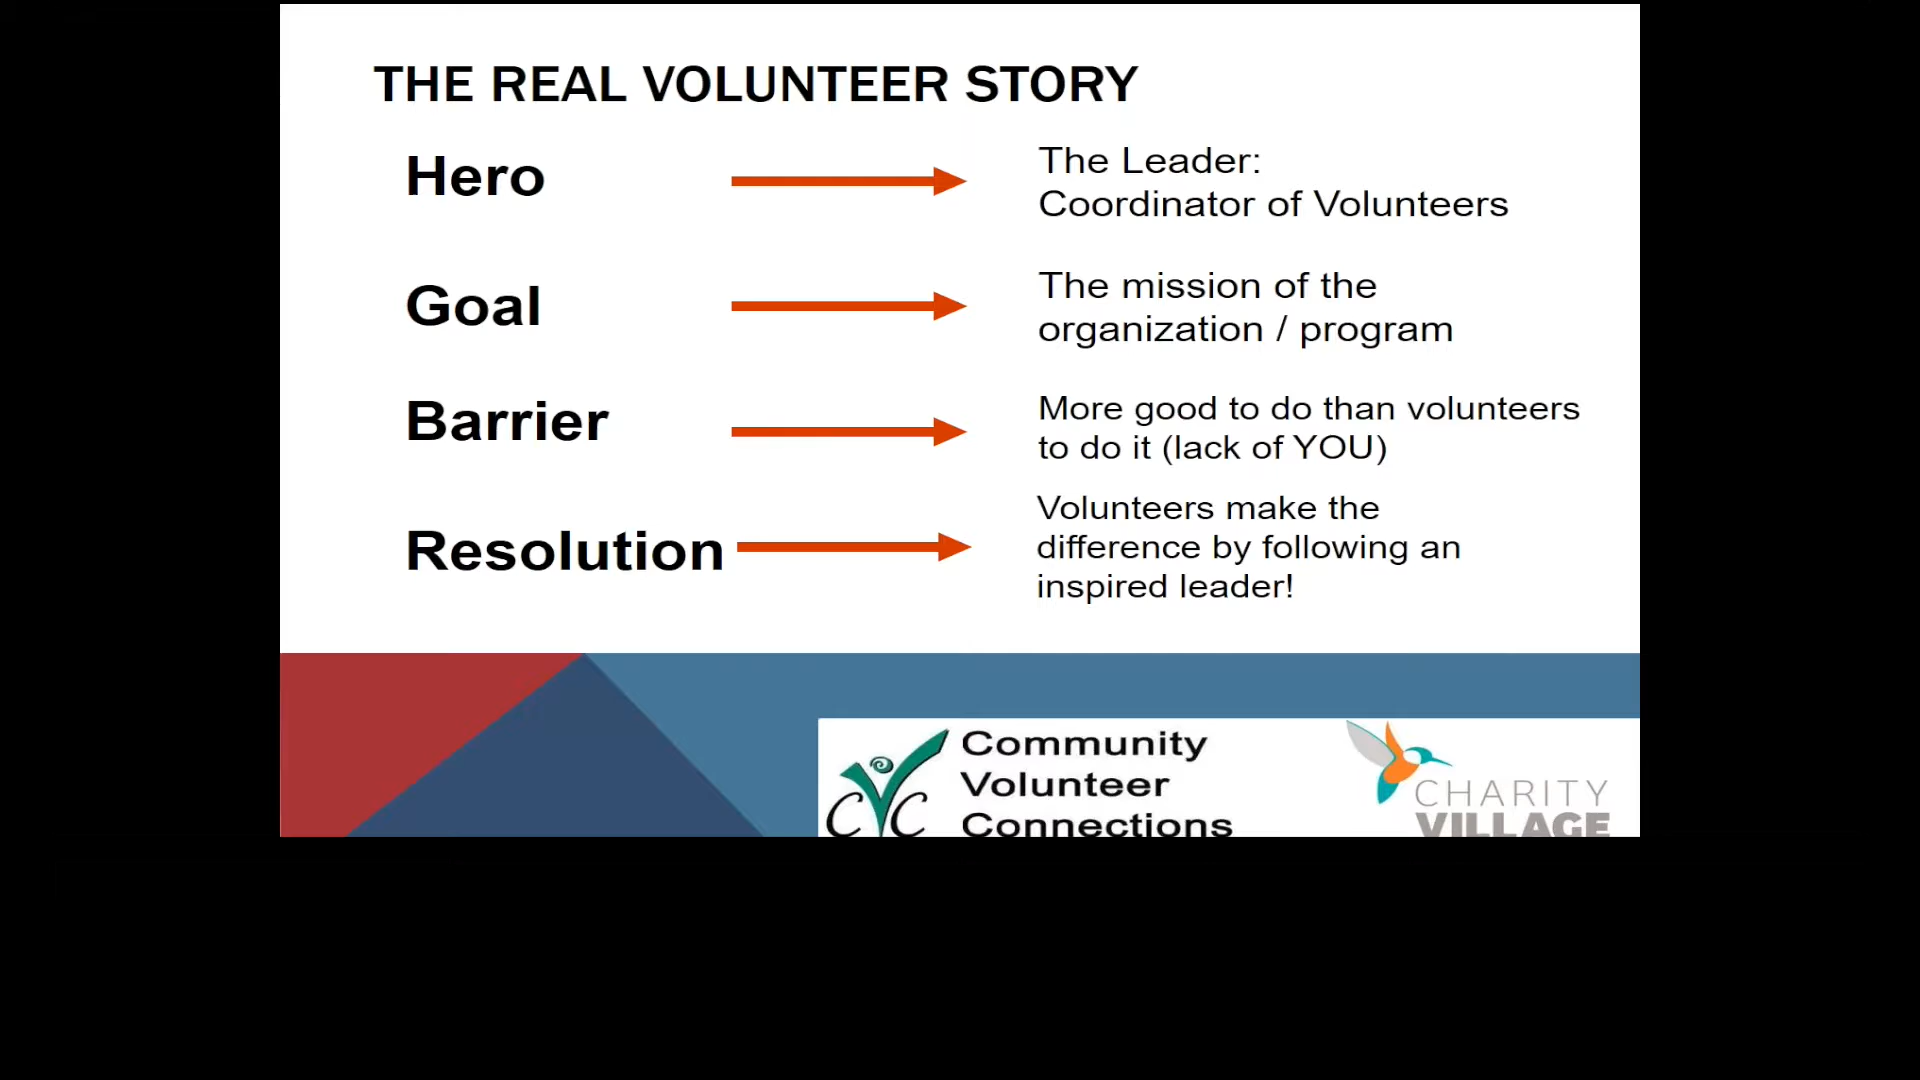 THE REAL VOLUNTEER STORY
Hero
The Leader:
Coordinator of Volunteers
Goal
The mission of the
organization / program
Barrier
More good to do than volunteers
to do it (lack of YOU)
Resolution
Volunteers make the
difference by following an
inspired leader!
CVC
Community
Volunteer
Connections
CHARITY
VILLAGE